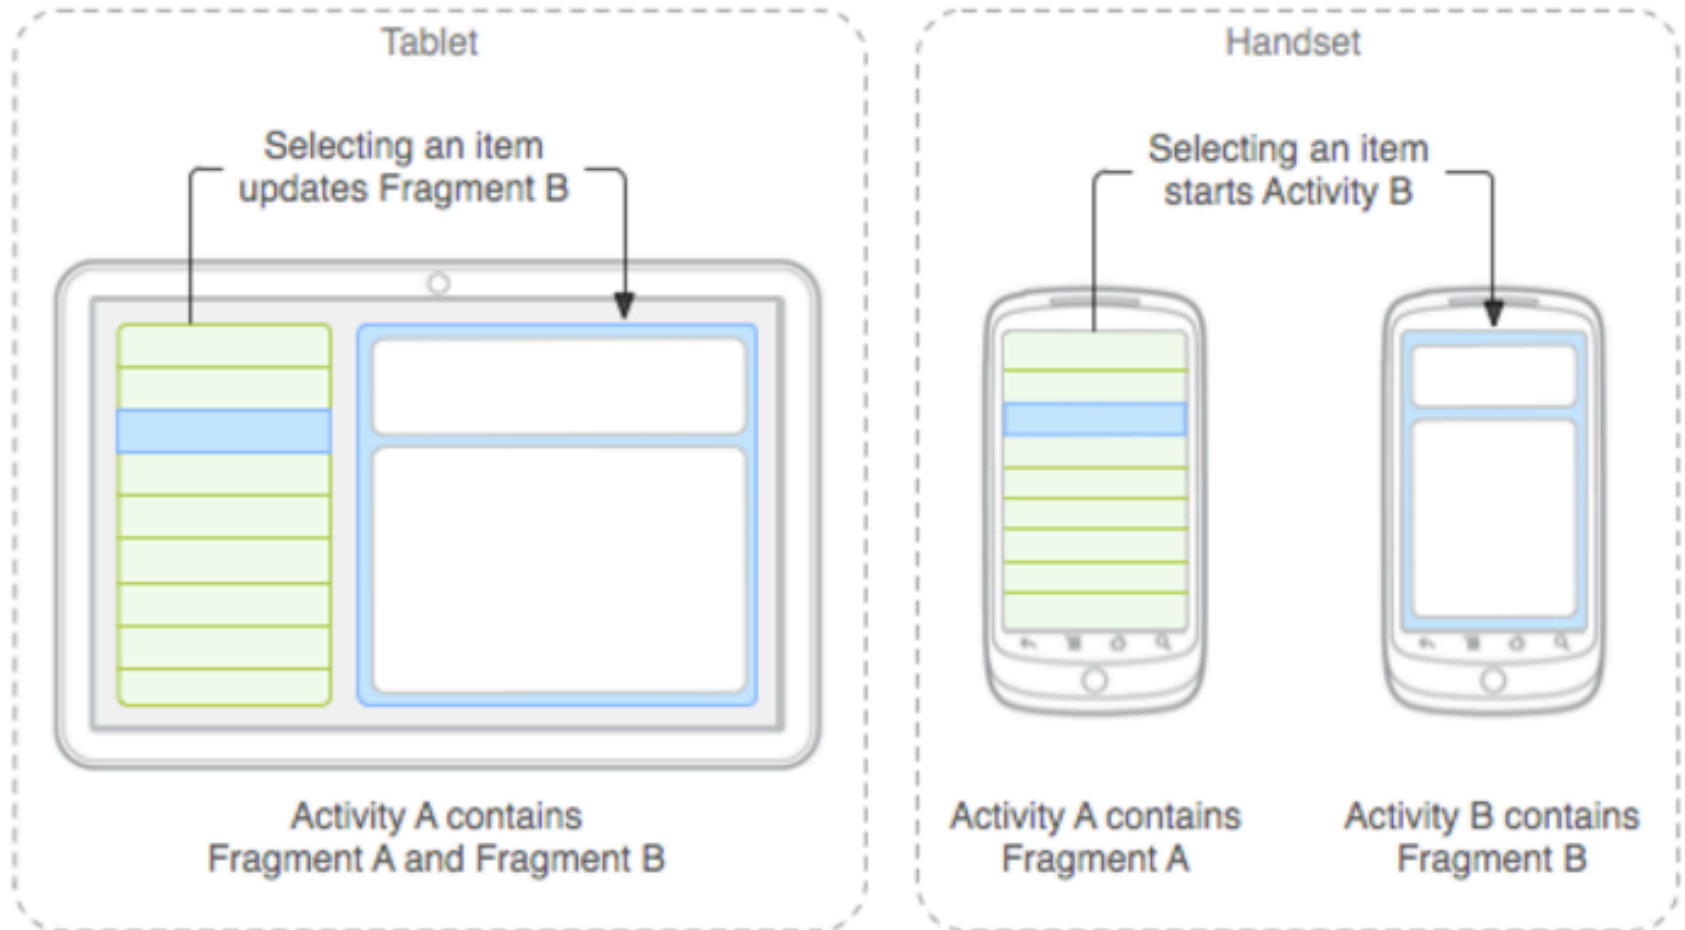 Tablet
Selecting an item
updates Fragment B
Activity A contains
Fragment A and Fragment B
Handset
Selecting an item
starts Activity B
Activity A contains
Fragment A
Activity B contains
Fragment B